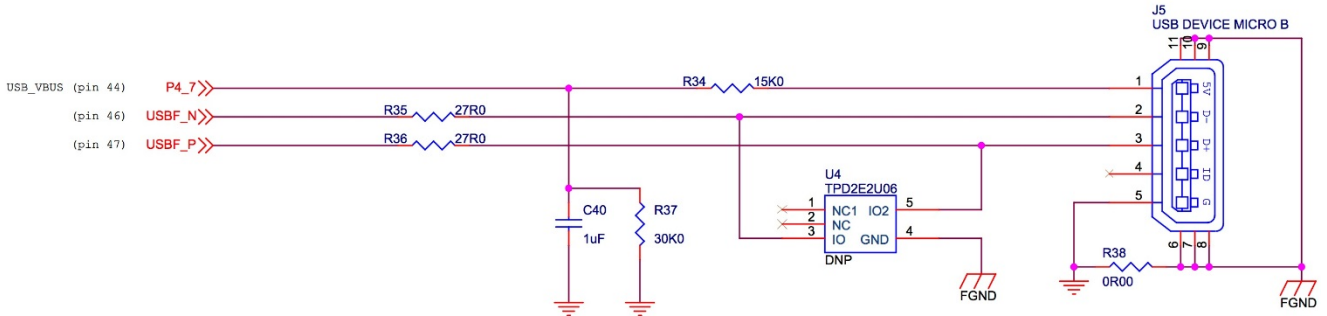 J5
USB DEVICE MICRO B
11
10
9
USB_VBUS (pin 44) P4_7 R34 15K0 1 5V
(pin 46) USBF_N R35 27R0 2 D-
(pin 47) USBF_P R36 27R0 3 D+
4 ID
U4
TPD2E2U06
5 G
1 NC1 IO2 5
2 NC
3 IO GND 4
DNP
C40 R37
1uF 30K0
6
7
8
R38
0R00
FGND
FGND